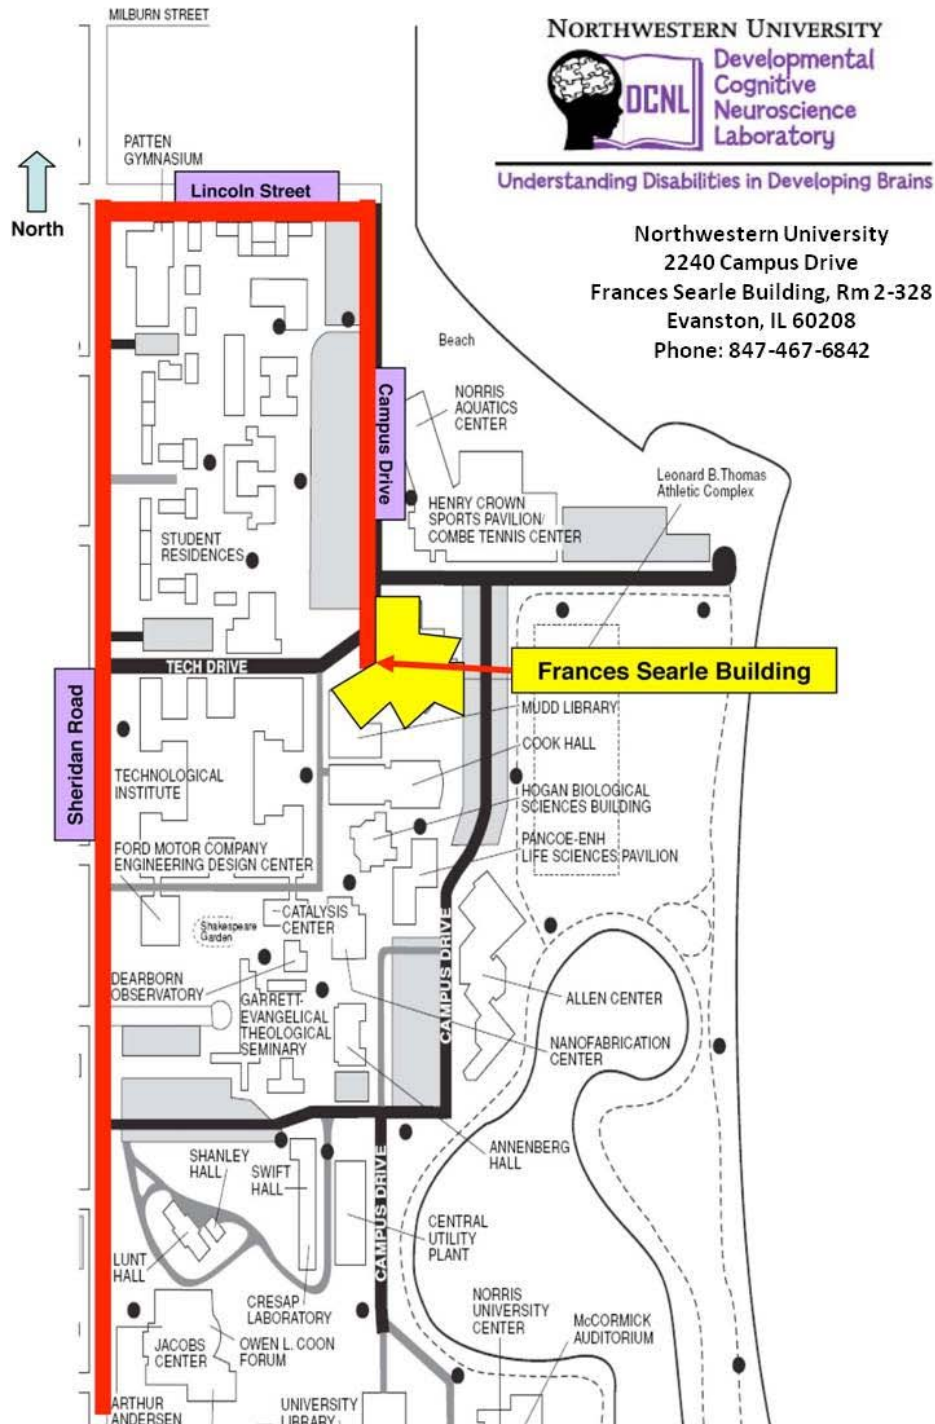 MILBURN STREET
NORTHWESTERN UNIVERSITY
DCNL
Developmental
Cognitive
Neuroscience
Laboratory
Understanding Disabilities in Developing Brains
PATTEN
GYMNASIUM
North
Lincoln Street
Northwestern University
2240 Campus Drive
Frances Searle Building, Rm 2-328
Evanston, IL 60208
Phone: 847-467-6842
Beach
Campus Drive
NORRIS
AQUATICS
CENTER
Leonard B. Thomas
Athletic Complex
HENRY CROWN
SPORTS PAVILION/
COMBE TENNIS CENTER
STUDENT
RESIDENCES
TECH DRIVE
Frances Searle Building
Sheridan Road
MUDD LIBRARY
COOK HALL
TECHNOLOGICAL
INSTITUTE
HOGAN BIOLOGICAL
SCIENCES BUILDING
FORD MOTOR COMPANY
ENGINEERING DESIGN CENTER
PANCOE-ENH
LIFE SCIENCES PAVILION
CATALYSIS
CENTER
Shakespeare
Garden
CAMPUS DRIVE
DEARBORN
OBSERVATORY
GARRETT-
EVANGELICAL
THEOLOGICAL
SEMINARY
ALLEN CENTER
NANOFABRICATION
CENTER
ANNENBERG
HALL
SHANLEY
HALL
SWIFT
HALL
CAMPUS DRIVE
CENTRAL
UTILITY
PLANT
LUNT
HALL
CRESAP
LABORATORY
NORRIS
UNIVERSITY
CENTER
McCORMICK
AUDITORIUM
JACOBS
CENTER
OWEN L. COON
FORUM
ARTHUR
ANDERSEN
UNIVERSITY
LIBRARY